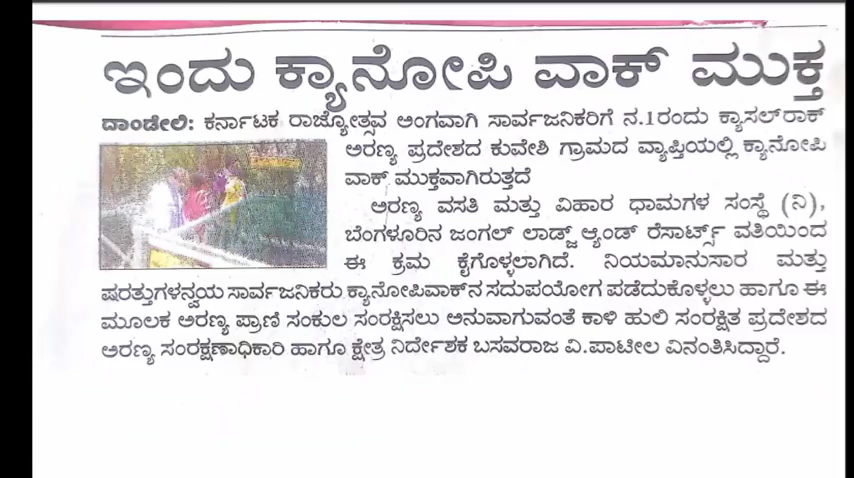 ಇಂದು ಕ್ಯಾನೋಪಿ ವಾಕ್ ಮುಕ್ತ
ದಾಂಡೇಲಿ: ಕರ್ನಾಟಕ ರಾಜ್ಯೋತ್ಸವ ಅಂಗವಾಗಿ ಸಾರ್ವಜನಿಕರಿಗೆ ನ.1ರಂದು ಕ್ಯಾಸಲ್‌ರಾಕ್
ಅರಣ್ಯ ಪ್ರದೇಶದ ಕುವೇಶಿ ಗ್ರಾಮದ ವ್ಯಾಪ್ತಿಯಲ್ಲಿ ಕ್ಯಾನೋಪಿ
ವಾಕ್ ಮುಕ್ತವಾಗಿರುತ್ತದೆ
ಅರಣ್ಯ ವಸತಿ ಮತ್ತು ವಿಹಾರ ಧಾಮಗಳ ಸಂಸ್ಥೆ (ನಿ),
ಬೆಂಗಳೂರಿನ ಜಂಗಲ್ ಲಾಡ್ಜ್ ಆ್ಯಂಡ್ ರೆಸಾರ್ಟ್ಸ್ ವತಿಯಿಂದ
ಈ ಕ್ರಮ ಕೈಗೊಳ್ಳಲಾಗಿದೆ. ನಿಯಮಾನುಸಾರ ಮತ್ತು
ಷರತ್ತುಗಳನ್ವಯ ಸಾರ್ವಜನಿಕರು ಕ್ಯಾನೋಪಿವಾಕ್‌ನ ಸದುಪಯೋಗ ಪಡೆದುಕೊಳ್ಳಲು ಹಾಗೂ ಈ
ಮೂಲಕ ಅರಣ್ಯ ಪ್ರಾಣಿ ಸಂಕುಲ ಸಂರಕ್ಷಿಸಲು ಅನುವಾಗುವಂತೆ ಕಾಳಿ ಹುಲಿ ಸಂರಕ್ಷಿತ ಪ್ರದೇಶದ
ಅರಣ್ಯ ಸಂರಕ್ಷಣಾಧಿಕಾರಿ ಹಾಗೂ ಕ್ಷೇತ್ರ ನಿರ್ದೇಶಕ ಬಸವರಾಜ ವಿ.ಪಾಟೀಲ ವಿನಂತಿಸಿದ್ದಾರೆ.